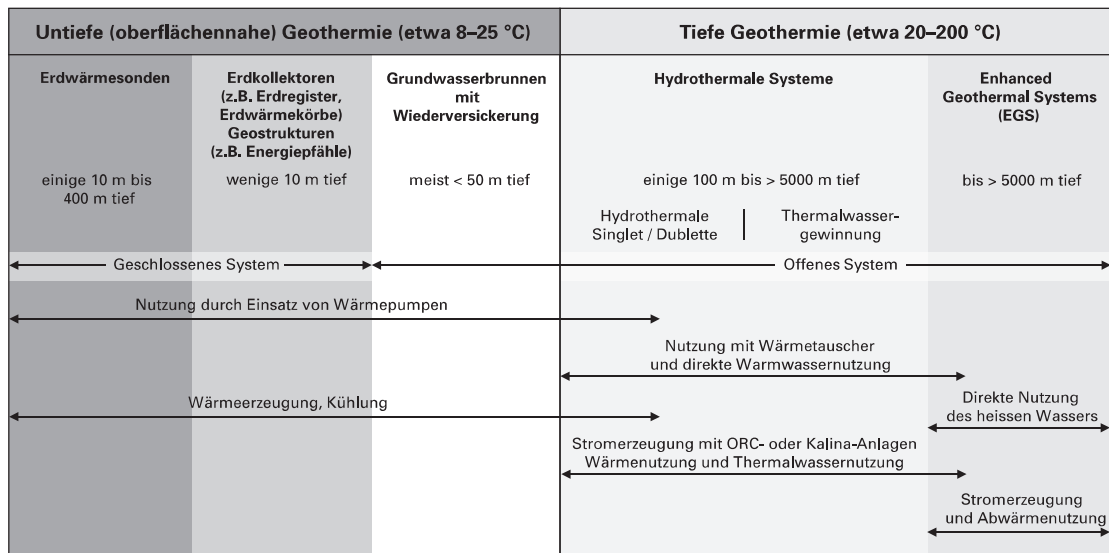 Untiefe (oberflächennahe) Geothermie (etwa 8–25 °C)
Tiefe Geothermie (etwa 20–200 °C)
Erdwärmesonden
Erdkollektoren
(z.B. Erdregister,
Erdwärmekörbe)
Geostrukturen
(z.B. Energiepfähle)
Grundwasserbrunnen
mit
Wiederversickerung
Hydrothermale Systeme
Enhanced
Geothermal Systems
(EGS)
einige 10 m bis
400 m tief
wenige 10 m tief
meist < 50 m tief
einige 100 m bis > 5000 m tief
bis > 5000 m tief
Hydrothermale
Singlet / Dublette
Thermalwasser-
gewinnung
Geschlossenes System
Offenes System
Nutzung durch Einsatz von Wärmepumpen
Nutzung mit Wärmetauscher
und direkte Warmwassernutzung
Wärmeerzeugung, Kühlung
Direkte Nutzung
des heissen Wassers
Stromerzeugung mit ORC- oder Kalina-Anlagen
Wärmenutzung und Thermalwassernutzung
Stromerzeugung
und Abwärmenutzung